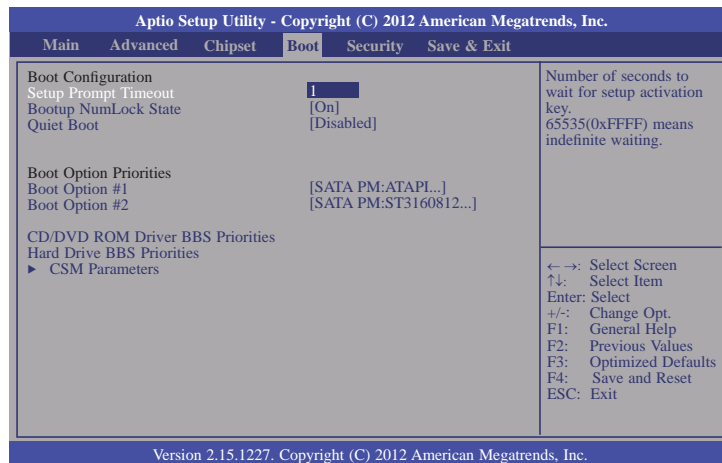 Aptio Setup Utility - Copyright (C) 2012 American Megatrends, Inc.
Main Advanced Chipset Boot Security Save & Exit
Boot Configuration
Setup Prompt Timeout 1
Bootup NumLock State [On]
Quiet Boot [Disabled]
Boot Option Priorities
Boot Option #1 [SATA PM:ATAPI...]
Boot Option #2 [SATA PM:ST3160812...]
CD/DVD ROM Driver BBS Priorities
Hard Drive BBS Priorities
▶ CSM Parameters
Number of seconds to
wait for setup activation
key.
65535(0xFFFF) means
indefinite waiting.
←→: Select Screen
↑↓: Select Item
Enter: Select
+/-: Change Opt.
F1: General Help
F2: Previous Values
F3: Optimized Defaults
F4: Save and Reset
ESC: Exit
Version 2.15.1227. Copyright (C) 2012 American Megatrends, Inc.